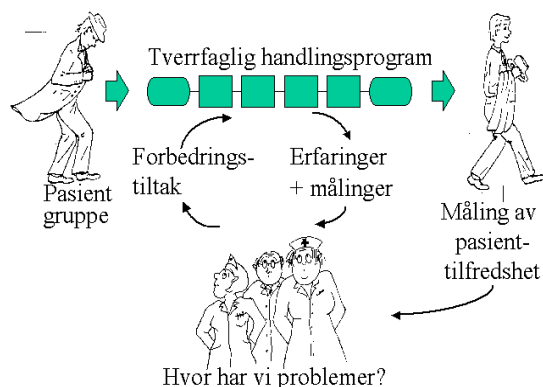 Tverrfaglig handlingsprogram
Forbedrings-
tiltak
Erfaringer
+ målinger
Pasient
gruppe
Måling av
pasient-
tilfredshet
Hvor har vi problemer?